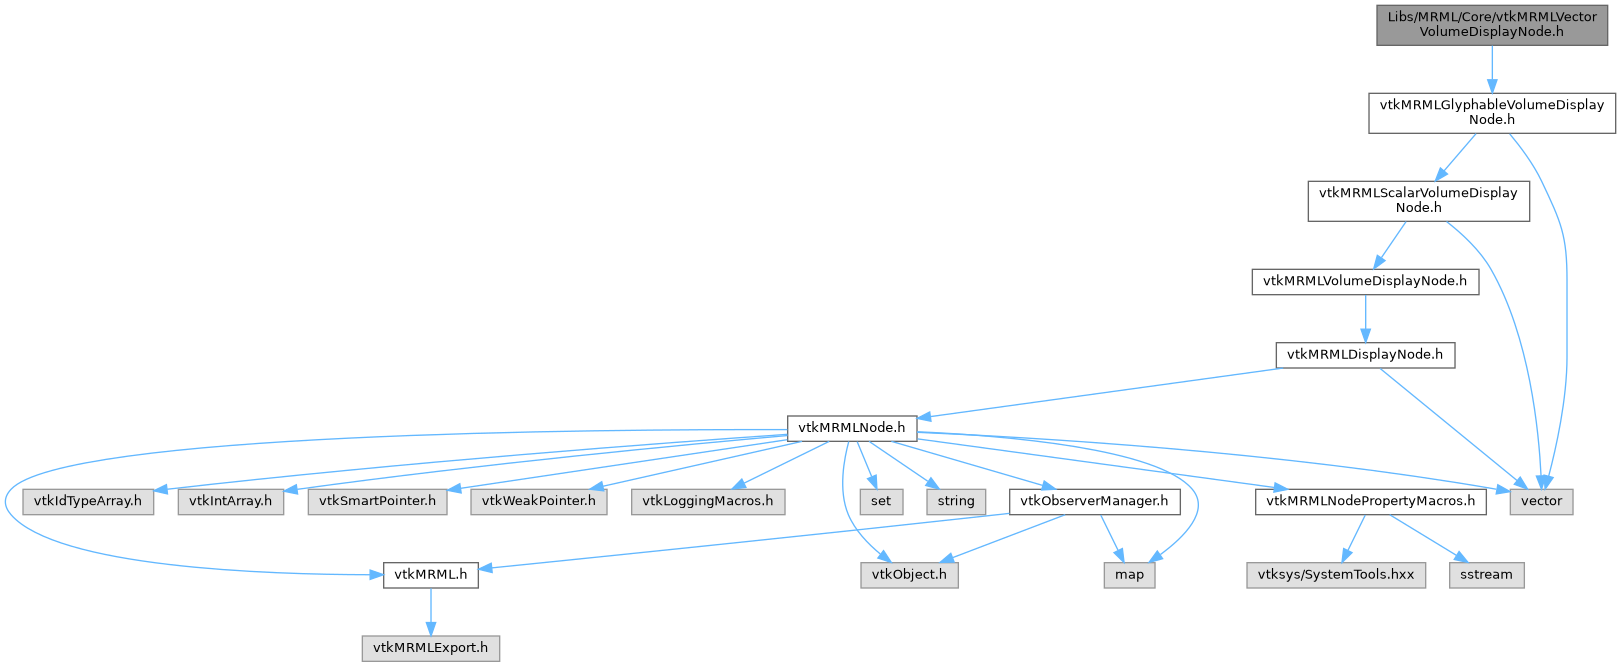 Libs/MRML/Core/vtkMRMLVector
VolumeDisplayNode.h
vtkMRMLGlyphableVolumeDisplay
Node.h
vtkMRMLScalarVolumeDisplay
Node.h
vtkMRMLVolumeDisplayNode.h
vtkMRMLDisplayNode.h
vtkMRMLNode.h
vtkIdTypeArray.h
vtkIntArray.h
vtkSmartPointer.h
vtkWeakPointer.h
vtkLoggingMacros.h
set
string
vtkObserverManager.h
vtkMRMLNodePropertyMacros.h
vector
vtkMRML.h
vtkObject.h
map
vtksys/SystemTools.hxx
sstream
vtkMRMLExport.h